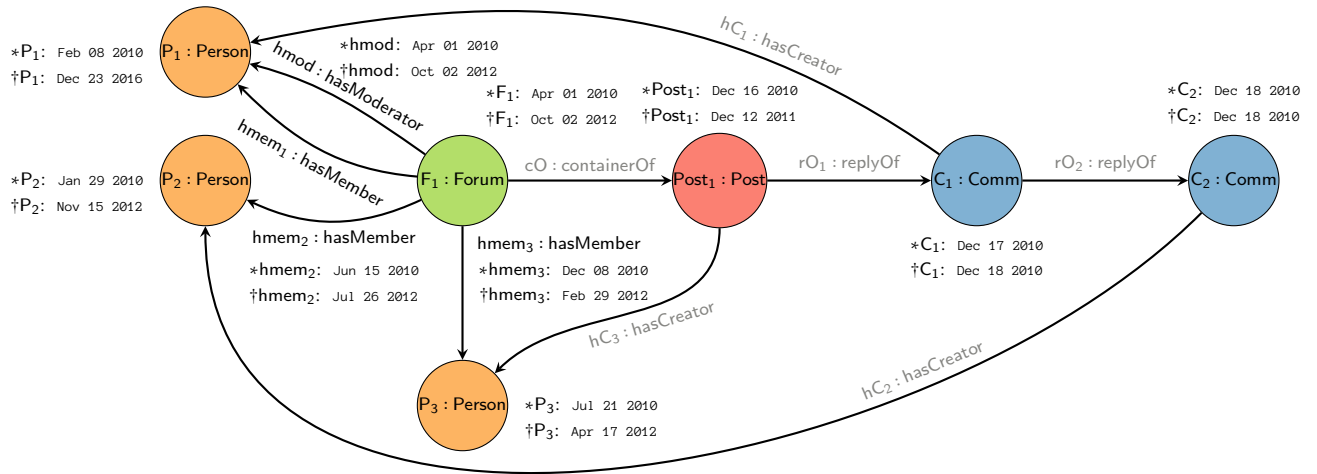 hC₁ : hasCreator
P₁ : Person
*P₁: Feb 08 2010
†P₁: Dec 23 2016
hmod : hasModerator
*hmod: Apr 01 2010
†hmod: Oct 02 2012
*F₁: Apr 01 2010
†F₁: Oct 02 2012
*Post₁: Dec 16 2010
†Post₁: Dec 12 2011
*C₂: Dec 18 2010
†C₂: Dec 18 2010
hmem₁ : hasMember
P₂ : Person
*P₂: Jan 29 2010
†P₂: Nov 15 2012
F₁ : Forum
cO : containerOf
Post₁ : Post
rO₁ : replyOf
C₁ : Comm
rO₂ : replyOf
C₂ : Comm
hmem₂ : hasMember
*hmem₂: Jun 15 2010
†hmem₂: Jul 26 2012
hmem₃ : hasMember
*hmem₃: Dec 08 2010
†hmem₃: Feb 29 2012
*C₁: Dec 17 2010
†C₁: Dec 18 2010
hC₃ : hasCreator
hC₂ : hasCreator
P₃ : Person
*P₃: Jul 21 2010
†P₃: Apr 17 2012